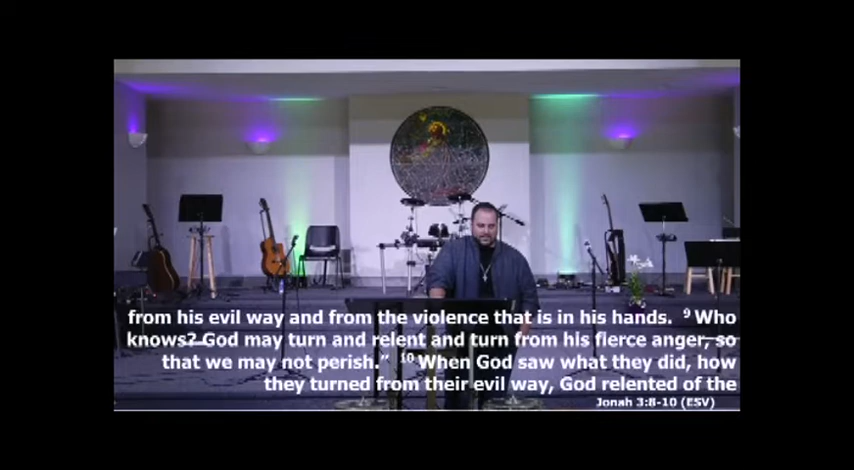 from his evil way and from the violence that is in his hands. 9 Who
knows? God may turn and relent and turn from his fierce anger, so
that we may not perish.” 10 When God saw what they did, how
they turned from their evil way, God relented of the
Jonah 3:8-10 (ESV)